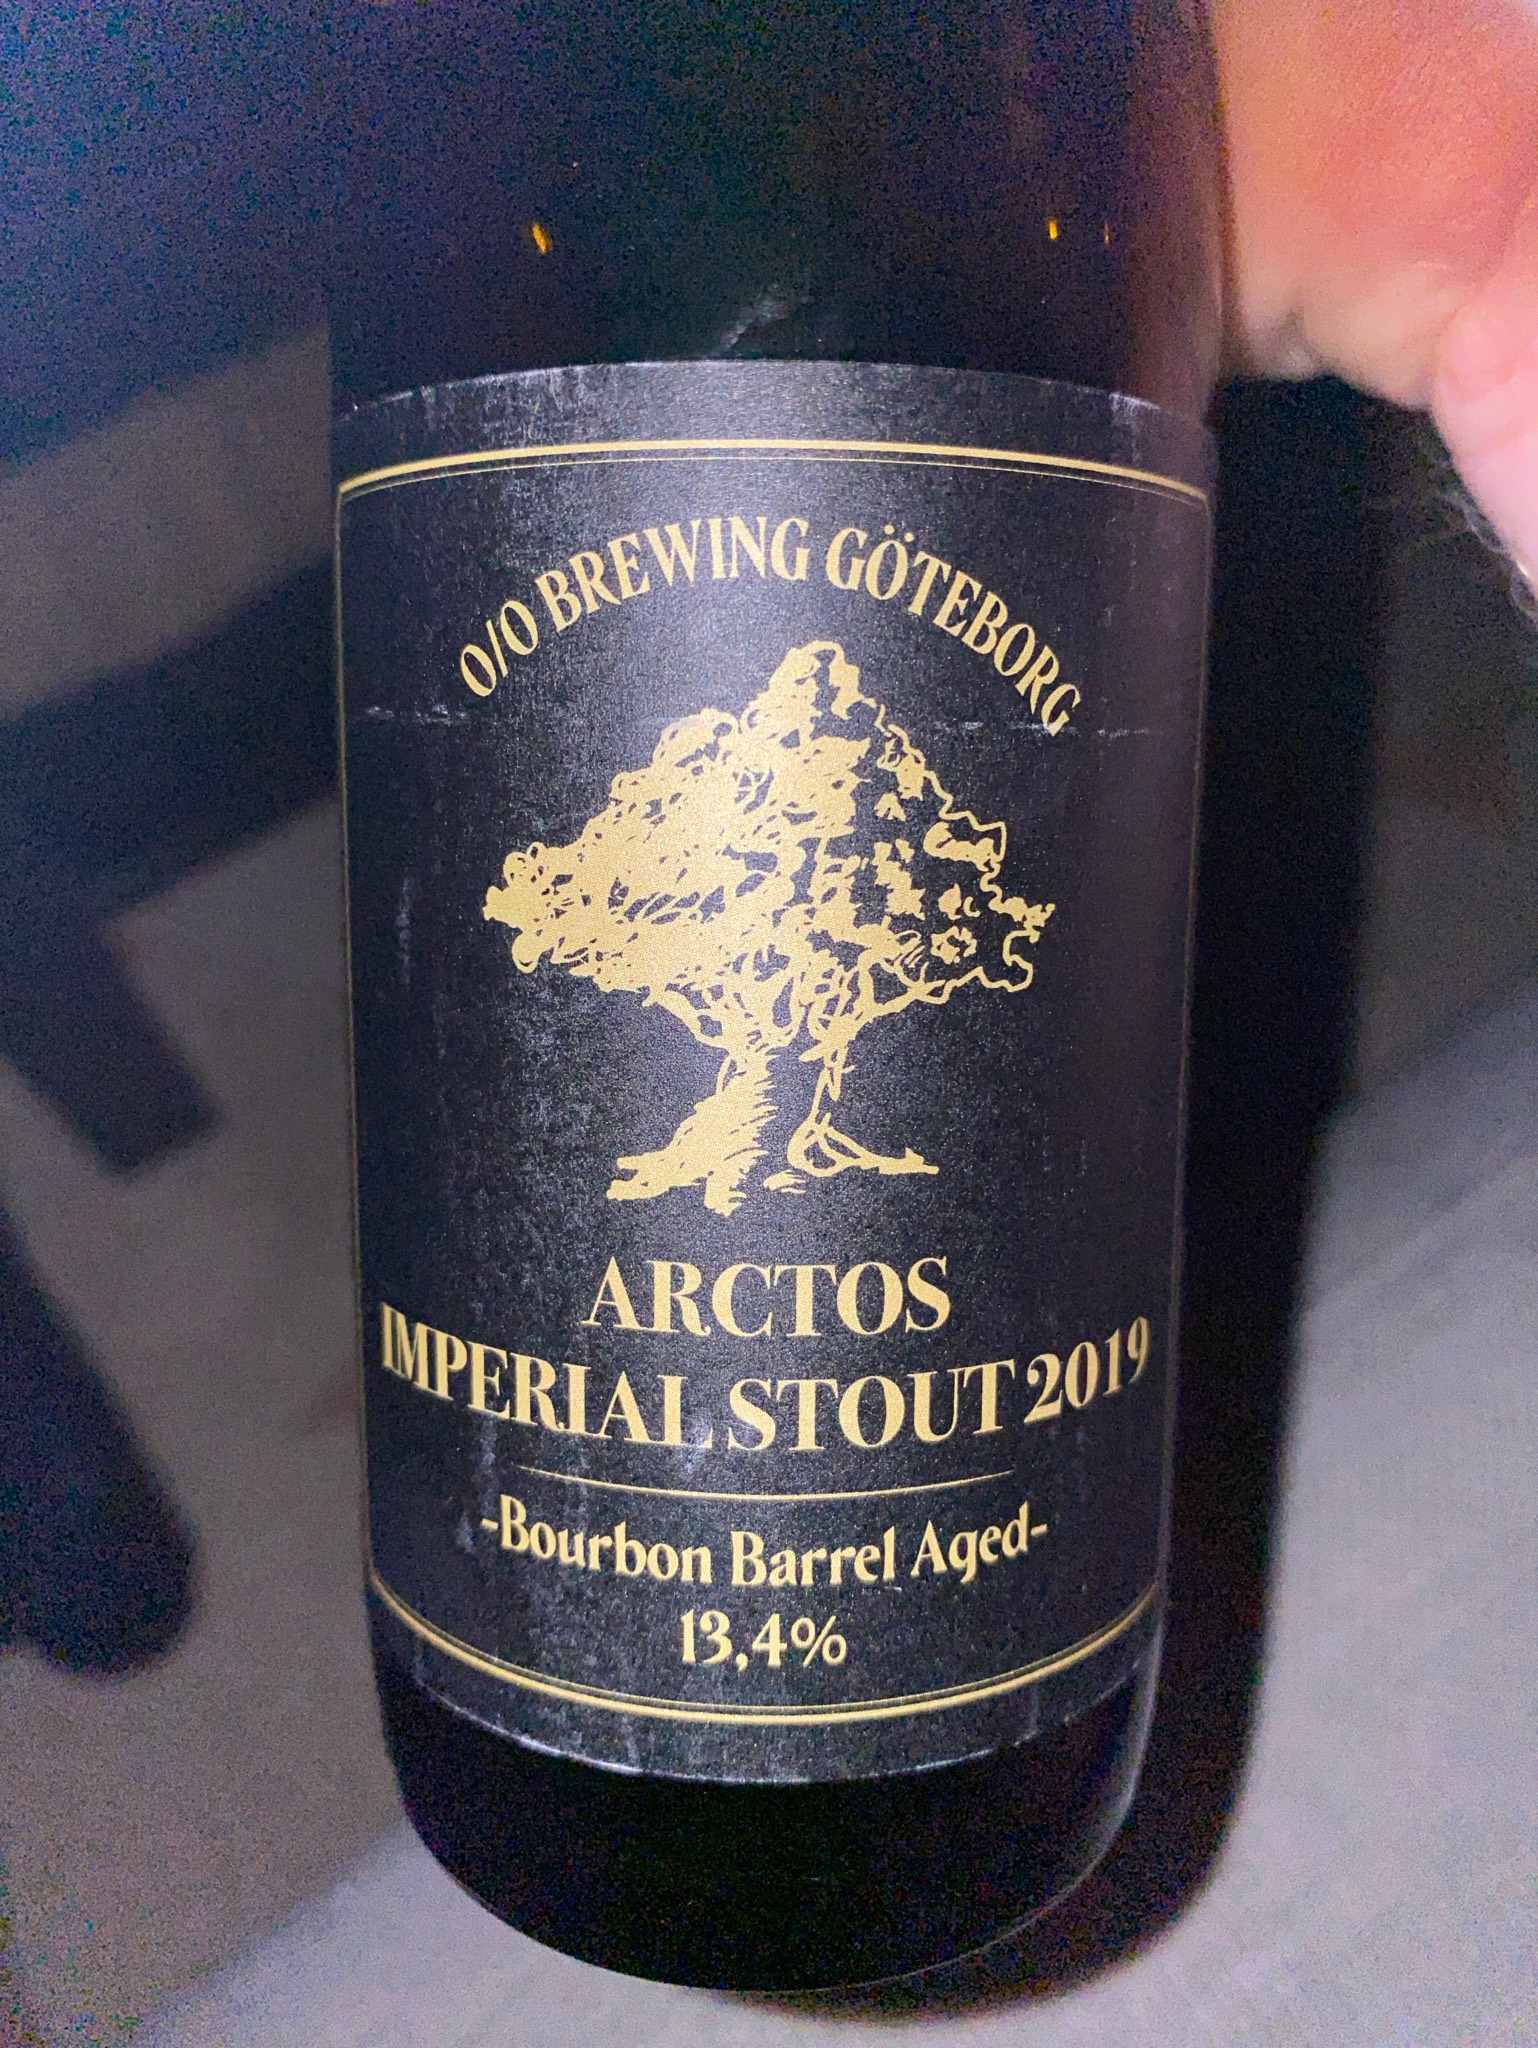 O/O BREWING GÖTEBORG
ARCTOS
IMPERIAL STOUT 2019
-Bourbon Barrel Aged-
13,4%